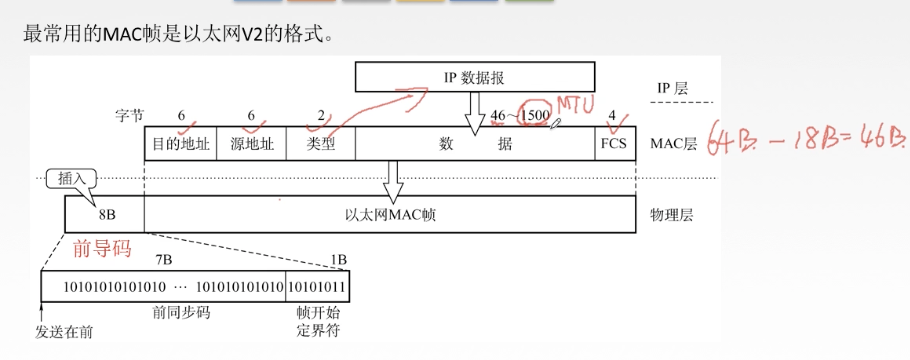 最常用的MAC帧是以太网V2的格式。
IP 数据报
IP 层
字节 6 6 2 46~1500 MTU 4
目的地址 源地址 类型 数 据 FCS MAC层 64B - 18B = 46B.
插入
8B 以太网MAC帧 物理层
前导码
7B 1B
10101010101010 … 101010101010 10101011
前同步码 帧开始
定界符
发送在前